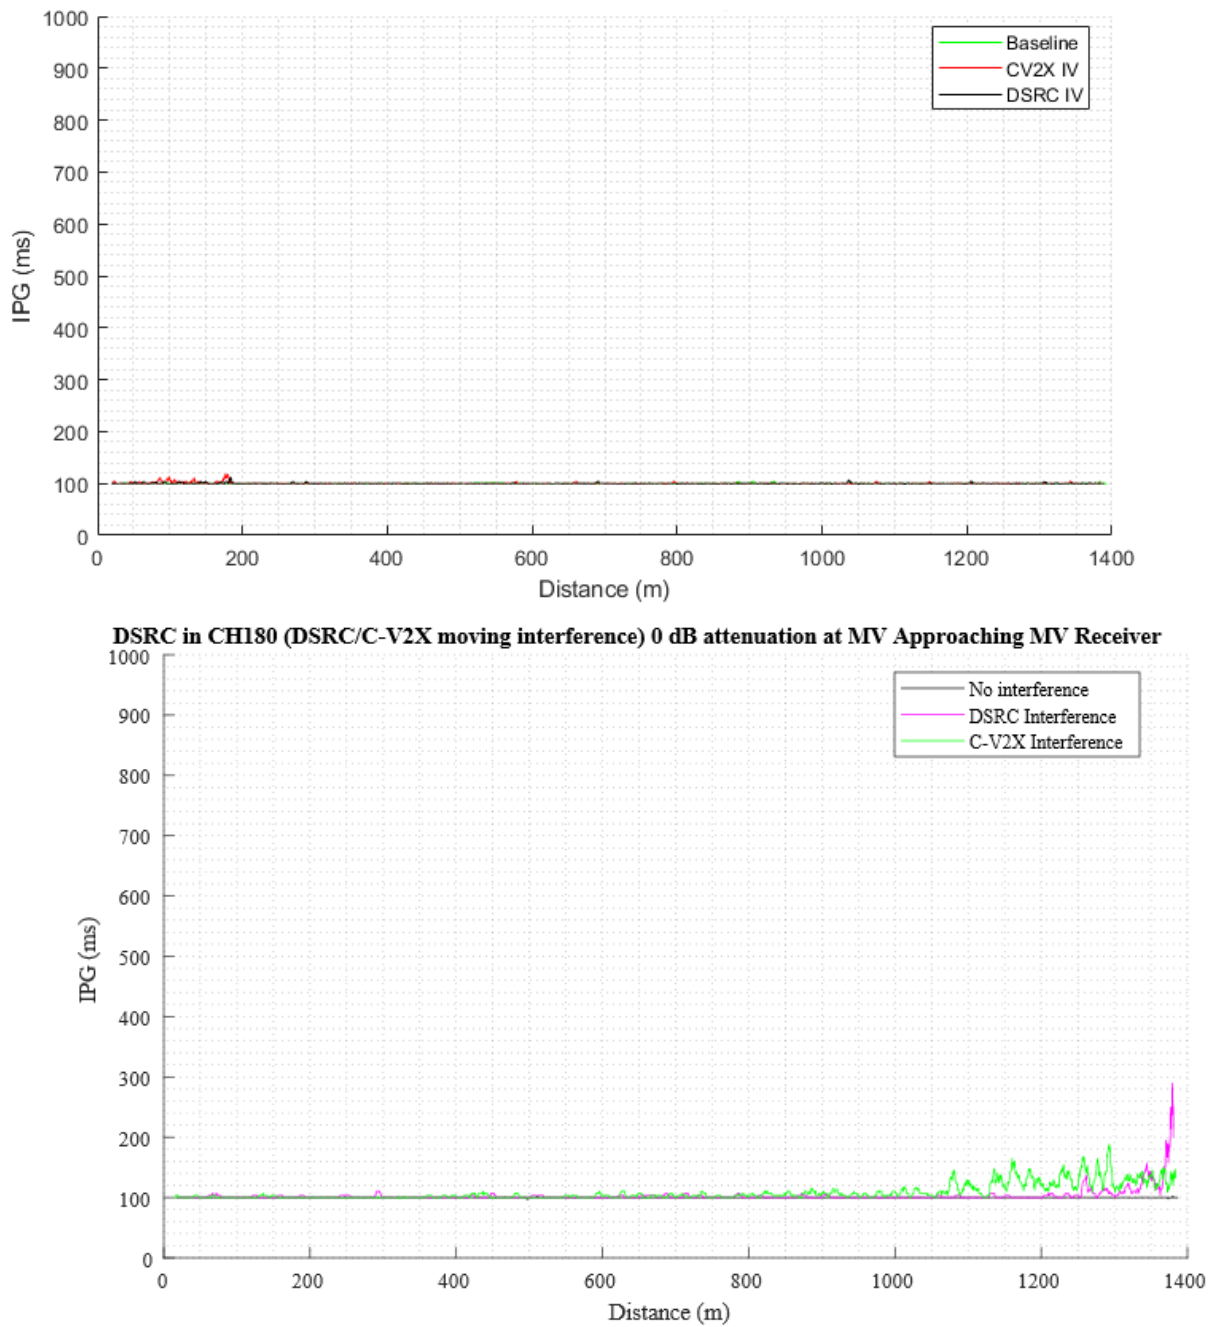 1000
900
800
700
600
500
400
300
200
100
0
IPG (ms)
Baseline
CV2X IV
DSRC IV
0 200 400 600 800 1000 1200 1400
Distance (m)
DSRC in CH180 (DSRC/C-V2X moving interference) 0 dB attenuation at MV Approaching MV Receiver
1000
900
800
700
600
500
400
300
200
100
0
IPG (ms)
No interference
DSRC Interference
C-V2X Interference
0 200 400 600 800 1000 1200 1400
Distance (m)